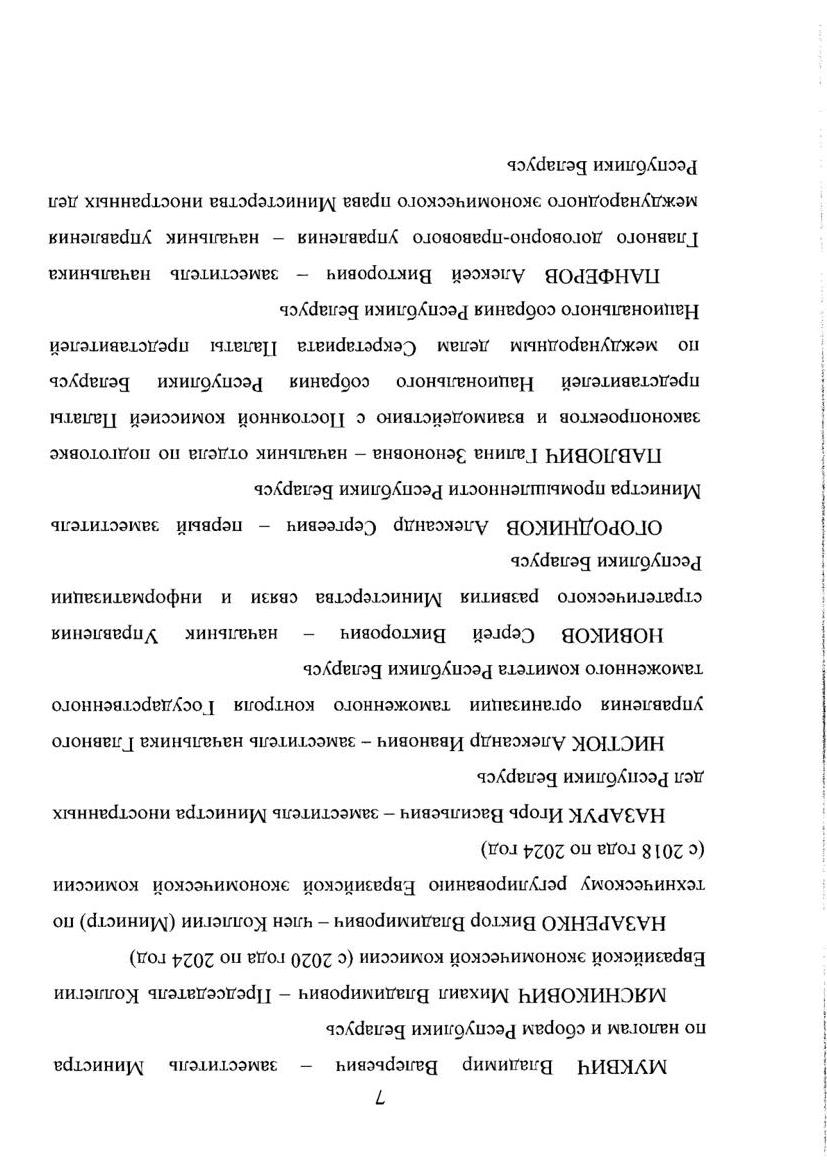 7
МУКВИЧ Владимир Валерьевич – заместитель Министра
по налогам и сборам Республики Беларусь
МЯСНИКОВИЧ Михаил Владимирович – Председатель Коллегии
Евразийской экономической комиссии (с 2020 года по 2024 год)
НАЗАРЕНКО Виктор Владимирович – член Коллегии (Министр) по
техническому регулированию Евразийской экономической комиссии
(с 2018 года по 2024 год)
НАЗАРУК Игорь Васильевич – заместитель Министра иностранных
дел Республики Беларусь
НИСТЮК Александр Иванович – заместитель начальника Главного
управления организации таможенного контроля Государственного
таможенного комитета Республики Беларусь
НОВИКОВ Сергей Викторович – начальник Управления
стратегического развития Министерства связи и информатизации
Республики Беларусь
ОГОРОДНИКОВ Александр Сергеевич – первый заместитель
Министра промышленности Республики Беларусь
ПАВЛОВИЧ Галина Зеноновна – начальник отдела по подготовке
законопроектов и взаимодействию с Постоянной комиссией Палаты
представителей Национального собрания Республики Беларусь
по международным делам Секретариата Палаты представителей
Национального собрания Республики Беларусь
ПАНФЕРОВ Алексей Викторович – заместитель начальника
Главного договорно-правового управления – начальник управления
международного экономического права Министерства иностранных дел
Республики Беларусь